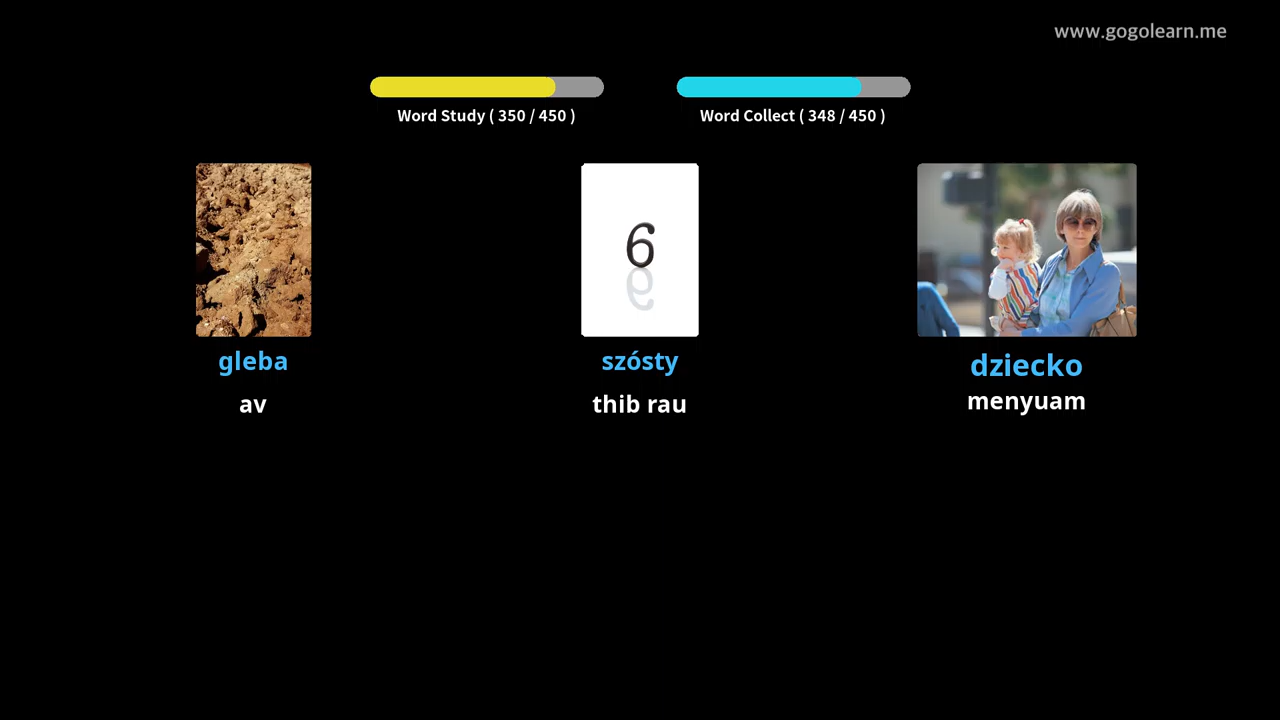 www.gogolearn.me
Word Study ( 350 / 450 )
Word Collect ( 348 / 450 )
6
gleba
szósty
dziecko
av
thib rau
menyuam